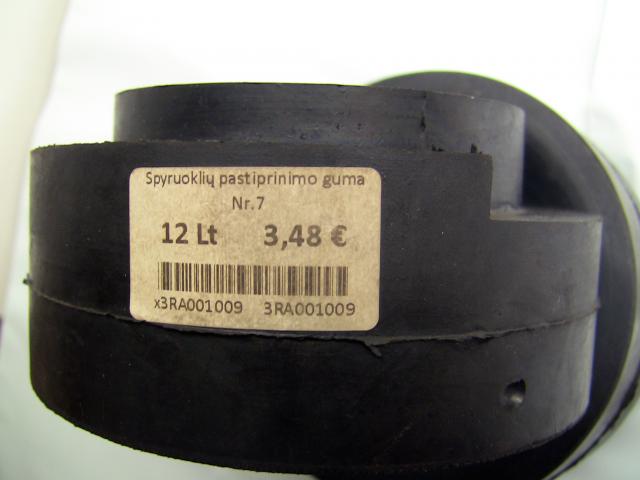 Spyruoklių pastiprinimo guma
Nr.7
12 Lt 3,48 €
x3RA001009 3RA001009